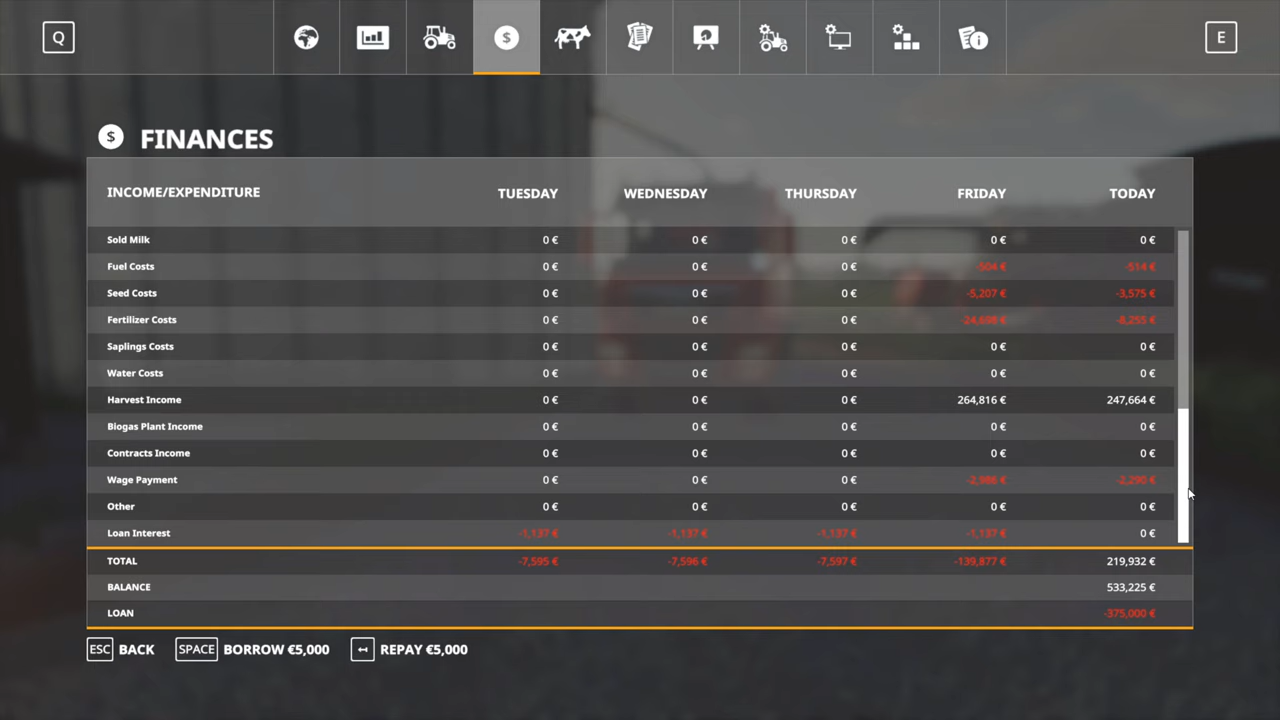 Q
$
E
$ FINANCES
INCOME/EXPENDITURE TUESDAY WEDNESDAY THURSDAY FRIDAY TODAY
Sold Milk 0 € 0 € 0 € 0 € 0 €
Fuel Costs 0 € 0 € 0 € -504 € -514 €
Seed Costs 0 € 0 € 0 € -5,207 € -3,575 €
Fertilizer Costs 0 € 0 € 0 € €
Saplings Costs 0 € 0 € 0 € 0 € 0 €
Water Costs 0 € 0 € 0 € 0 € 0 €
Harvest Income 0 € 0 € 0 € 264,816 € 247,664 €
Biogas Plant Income 0 € 0 € 0 € 0 € 0 €
Contracts Income 0 € 0 € 0 € 0 € 0 €
Wage Payment 0 € 0 € 0 € -2,290 €
Other 0 € 0 € 0 € 0 € 0 €
Loan Interest -1,137 € -1,137 € -1,137 € -1,137 € 0 €
TOTAL -7,595 € -7,596 € -7,597 € -139,877 € 219,932 €
BALANCE 533,225 €
LOAN -375,000 €
ESC BACK SPACE BORROW €5,000 ↔ REPAY €5,000